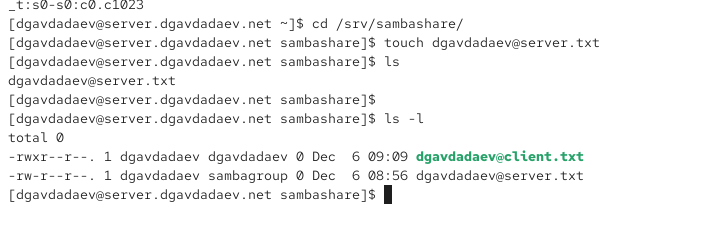 _t:s0-s0:c0.c1023
[dgavdadaev@server.dgavdadaev.net ~]$ cd /srv/sambashare/
[dgavdadaev@server.dgavdadaev.net sambashare]$ touch dgavdadaev@server.txt
[dgavdadaev@server.dgavdadaev.net sambashare]$ ls
dgavdadaev@server.txt
[dgavdadaev@server.dgavdadaev.net sambashare]$
[dgavdadaev@server.dgavdadaev.net sambashare]$ ls -l
total 0
-rwxr--r--. 1 dgavdadaev dgavdadaev 0 Dec  6 09:09 dgavdadaev@client.txt
-rw-r--r--. 1 dgavdadaev sambagroup 0 Dec  6 08:56 dgavdadaev@server.txt
[dgavdadaev@server.dgavdadaev.net sambashare]$